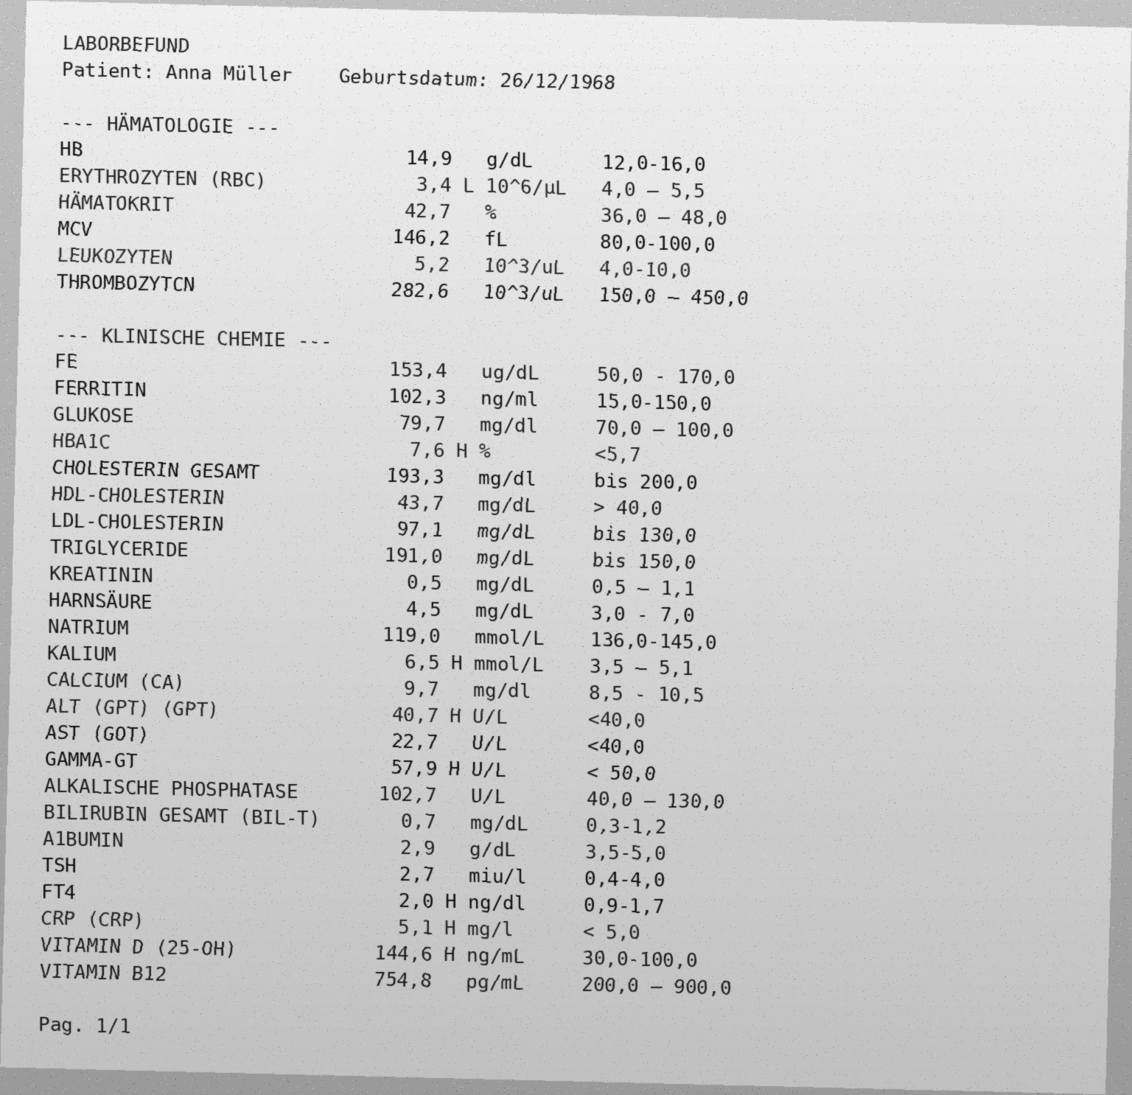 LABORBEFUND
Patient: Anna Müller    Geburtsdatum: 26/12/1968
--- HÄMATOLOGIE ---
HB 14,9 g/dL 12,0-16,0
ERYTHROZYTEN (RBC) 3,4 L 10^6/µL 4,0 – 5,5
HÄMATOKRIT 42,7 % 36,0 – 48,0
MCV 146,2 fL 80,0-100,0
LEUKOZYTEN 5,2 10^3/uL 4,0-10,0
THROMBOZYTCN 282,6 10^3/uL 150,0 – 450,0
--- KLINISCHE CHEMIE ---
FE 153,4 ug/dL 50,0 - 170,0
FERRITIN 102,3 ng/ml 15,0-150,0
GLUKOSE 79,7 mg/dl 70,0 – 100,0
HBA1C 7,6 H % <5,7
CHOLESTERIN GESAMT 193,3 mg/dl bis 200,0
HDL-CHOLESTERIN 43,7 mg/dL > 40,0
LDL-CHOLESTERIN 97,1 mg/dL bis 130,0
TRIGLYCERIDE 191,0 mg/dL bis 150,0
KREATININ 0,5 mg/dL 0,5 – 1,1
HARNSÄURE 4,5 mg/dL 3,0 - 7,0
NATRIUM 119,0 mmol/L 136,0-145,0
KALIUM 6,5 H mmol/L 3,5 – 5,1
CALCIUM (CA) 9,7 mg/dl 8,5 - 10,5
ALT (GPT) (GPT) 40,7 H U/L <40,0
AST (GOT) 22,7 U/L <40,0
GAMMA-GT 57,9 H U/L < 50,0
ALKALISCHE PHOSPHATASE 102,7 U/L 40,0 – 130,0
BILIRUBIN GESAMT (BIL-T) 0,7 mg/dL 0,3-1,2
A1BUMIN 2,9 g/dL 3,5-5,0
TSH 2,7 miu/l 0,4-4,0
FT4 2,0 H ng/dl 0,9-1,7
CRP (CRP) 5,1 H mg/l < 5,0
VITAMIN D (25-OH) 144,6 H ng/mL 30,0-100,0
VITAMIN B12 754,8 pg/mL 200,0 – 900,0
Pag. 1/1